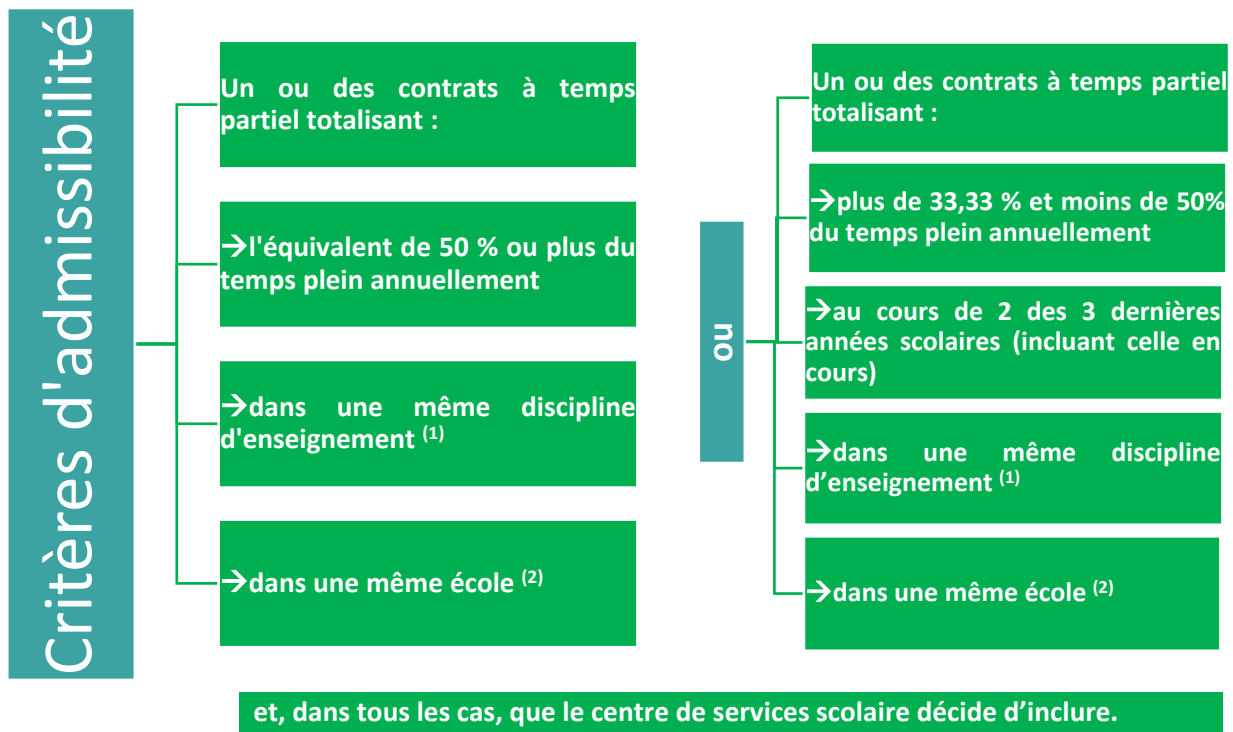 Critères d'admissibilité
Un ou des contrats à temps
partiel totalisant :
→l'équivalent de 50 % ou plus du
temps plein annuellement
→dans une même discipline
d'enseignement (1)
→dans une même école (2)
ou
Un ou des contrats à temps partiel
totalisant :
→plus de 33,33 % et moins de 50%
du temps plein annuellement
→au cours de 2 des 3 dernières
années scolaires (incluant celle en
cours)
→dans une même discipline
d’enseignement (1)
→dans une même école (2)
et, dans tous les cas, que le centre de services scolaire décide d’inclure.